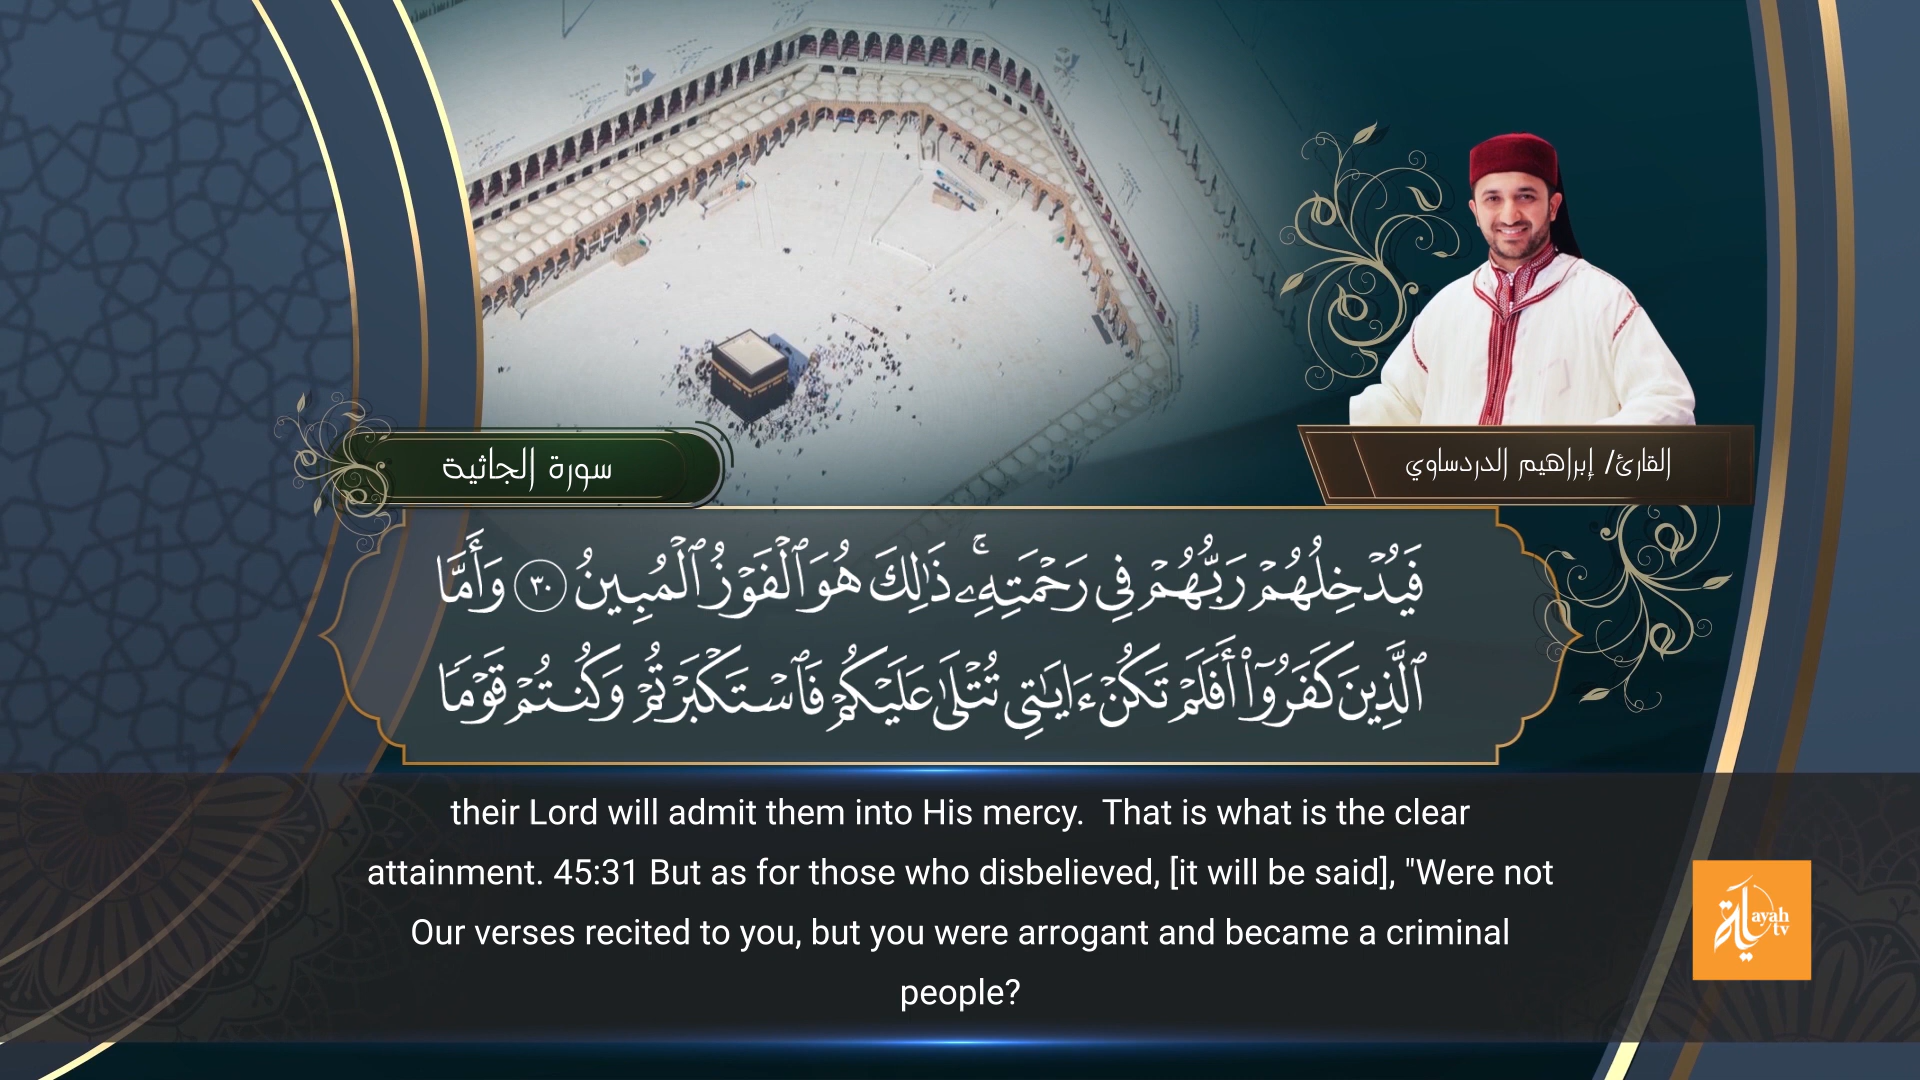 سورة الجاثية
القارئ/ إبراهيم الدردساوي
فَيُدْخِلُهُمْ رَبُّهُمْ فِى رَحْمَتِهِۦۚ ذَٰلِكَ هُوَ ٱلْفَوْزُ ٱلْمُبِينُ ٣٠ وَأَمَّا
ٱلَّذِينَ كَفَرُوٓا۟ أَفَلَمْ تَكُنْ ءَايَٰتِى تُتْلَىٰ عَلَيْكُمْ فَٱسْتَكْبَرْتُمْ وَكُنتُمْ قَوْمًا
their Lord will admit them into His mercy.  That is what is the clear
attainment. 45:31 But as for those who disbelieved, [it will be said], "Were not
Our verses recited to you, but you were arrogant and became a criminal
people?
آية
ayah
tv